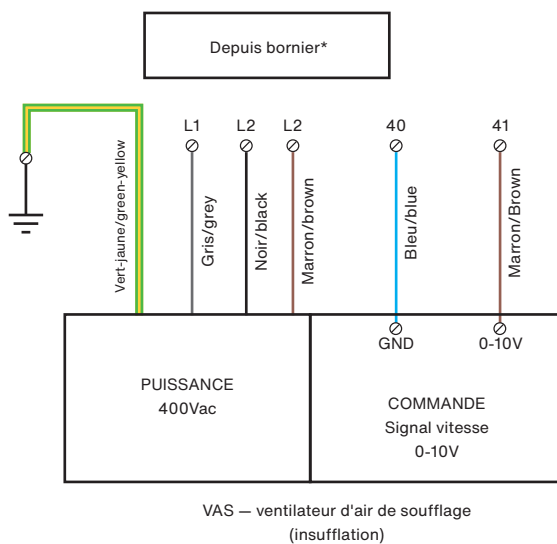 Depuis bornier*
L1
L2
L2
40
41
Vert-jaune/green-yellow
Gris/grey
Noir/black
Marron/brown
Bleu/blue
Marron/Brown
GND
0-10V
PUISSANCE
400Vac
COMMANDE
Signal vitesse
0-10V
VAS — ventilateur d'air de soufflage
(insufflation)